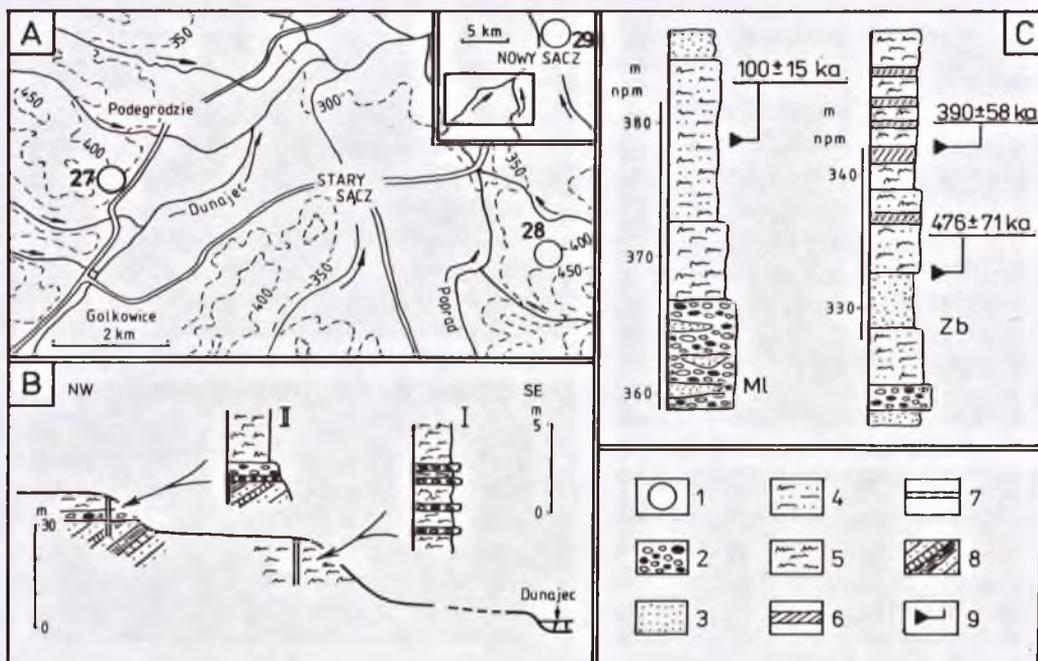 A
350
450
Podegrodzie
400
27
300
Dunajec
STARY
SĄCZ
5 km
29
NOWY SĄCZ
350
28
400
450
350
400
Poprad
Gołkowice
2 km
B
NW
SE
II
I
m
5
0
m
30
0
Dunajec
C
m
npm
380
370
360
100±15 ka
Ml
m
npm
340
330
390±58 ka
476±71 ka
Zb
1
4
7
2
5
8
3
6
9